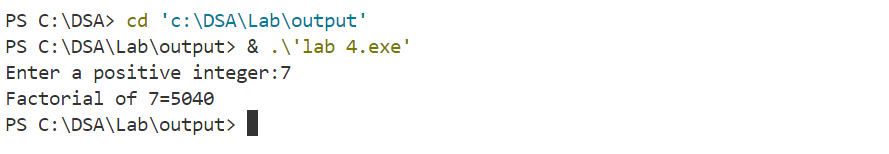 PS C:\DSA> cd 'c:\DSA\Lab\output'
PS C:\DSA\Lab\output> & .\'lab 4.exe'
Enter a positive integer:7
Factorial of 7=5040
PS C:\DSA\Lab\output>